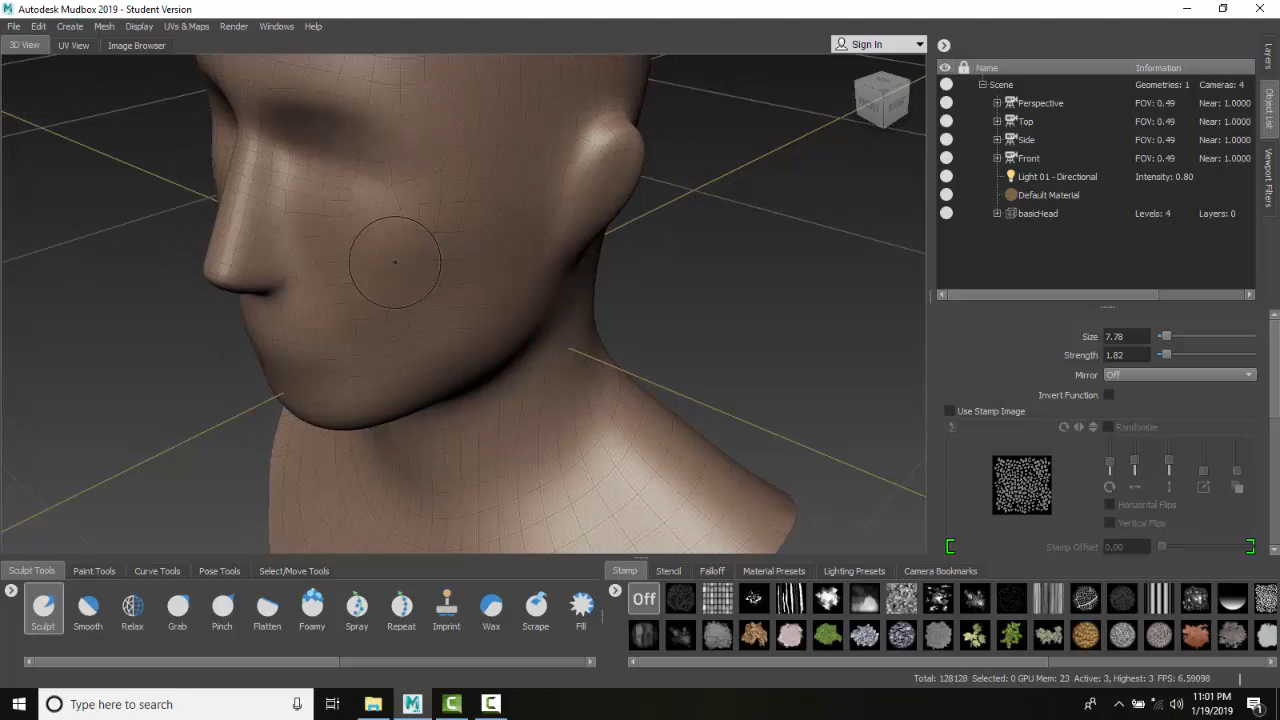 Autodesk Mudbox 2019 - Student Version
File Edit Create Mesh Display UVs & Maps Render Windows Help
3D View UV View Image Browser
Sign In
Layers
Object List
Viewport Filters
Name Information
Scene Geometries: 1 Cameras: 4
Perspective FOV: 0.49 Near: 1.0000
Top FOV: 0.49 Near: 1.0000
Side FOV: 0.49 Near: 1.0000
Front FOV: 0.49 Near: 1.0000
Light 01 - Directional Intensity: 0.80
Default Material
basicHead Levels: 4 Layers: 0
FRONT RIGHT
Size 7.78
Strength 1.82
Mirror Off
Invert Function
Use Stamp Image
Randomize
Horizontal Flips
Vertical Flips
Stamp Offset 0.00
Sculpt Tools Paint Tools Curve Tools Pose Tools Select/Move Tools
Sculpt Smooth Relax Grab Pinch Flatten Foamy Spray Repeat Imprint Wax Scrape Fill
Stamp Stencil Falloff Material Presets Lighting Presets Camera Bookmarks
Off
Total: 128128 Selected: 0 GPU Mem: 23 Active: 3, Highest: 3 FPS: 6.59098
Type here to search
11:01 PM
1/19/2019
1